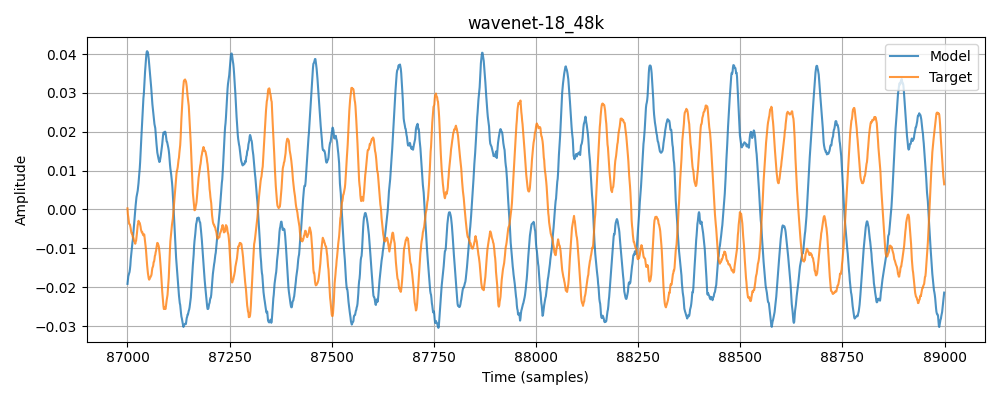 wavenet-18_48k
Amplitude
0.04
0.03
0.02
0.01
0.00
−0.01
−0.02
−0.03
Model
Target
87000 87250 87500 87750 88000 88250 88500 88750 89000
Time (samples)